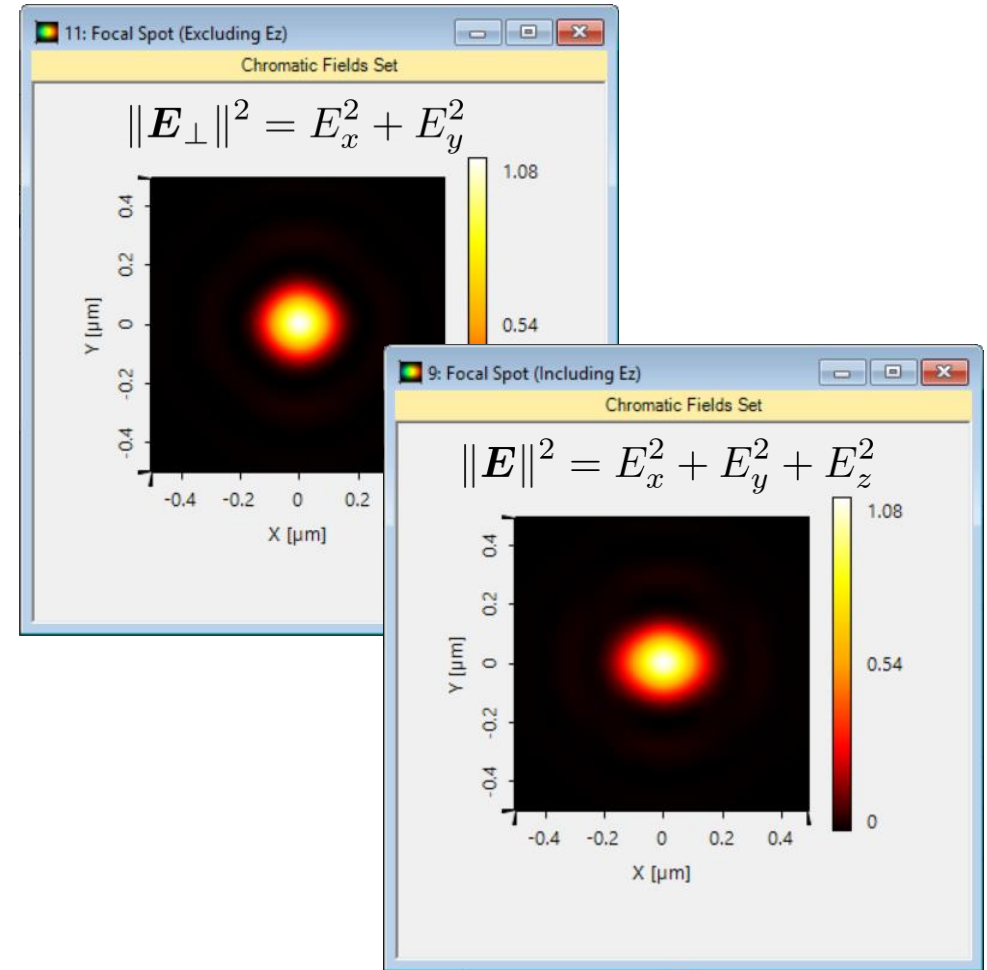 11: Focal Spot (Excluding Ez)
Chromatic Fields Set
‖E⊥‖² = Eₓ² + Eᵧ²
1.08
0.54
0.4
0.2
0
-0.2
-0.4
Y [µm]
-0.4 -0.2 0 0.2
X [µm]
9: Focal Spot (Including Ez)
Chromatic Fields Set
‖E‖² = Eₓ² + Eᵧ² + E_z²
1.08
0.54
0
0.4
0.2
0
-0.2
-0.4
Y [µm]
-0.4 -0.2 0 0.2 0.4
X [µm]